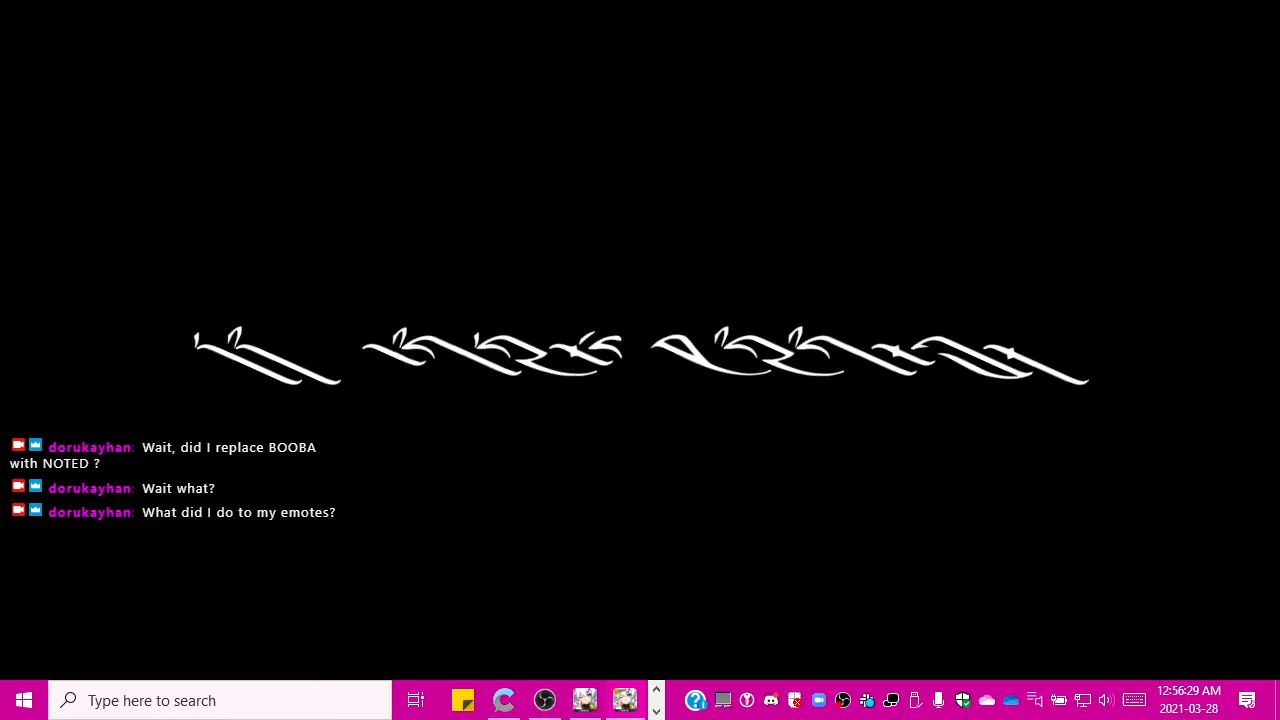 dorukayhan: Wait, did I replace BOOBA
with NOTED ?
dorukayhan: Wait what?
dorukayhan: What did I do to my emotes?
Type here to search
12:56:29 AM
2021-03-28